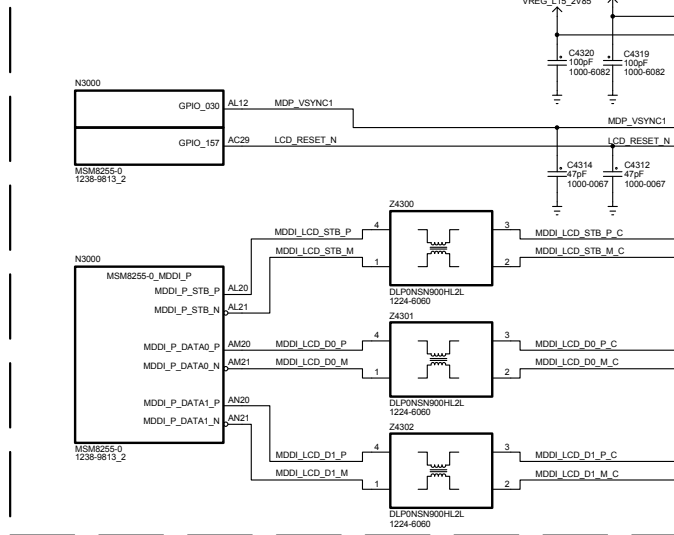 VREG_L15_2V85
C4320
100pF
1000-6082
C4319
100pF
1000-6082
N3000
GPIO_030
AL12
MDP_VSYNC1
MDP_VSYNC1
GPIO_157
AC29
LCD_RESET_N
LCD_RESET_N
MSM8255-0
1238-9813_2
C4314
47pF
1000-0067
C4312
47pF
1000-0067
Z4300
MDDI_LCD_STB_P
4
3
MDDI_LCD_STB_P_C
MDDI_LCD_STB_M
1
2
MDDI_LCD_STB_M_C
DLP0NSN900HL2L
1224-6060
N3000
MSM8255-0_MDDI_P
MDDI_P_STB_P
AL20
MDDI_P_STB_N
AL21
Z4301
MDDI_P_DATA0_P
AM20
MDDI_LCD_D0_P
4
3
MDDI_LCD_D0_P_C
MDDI_P_DATA0_N
AM21
MDDI_LCD_D0_M
1
2
MDDI_LCD_D0_M_C
DLP0NSN900HL2L
1224-6060
MDDI_P_DATA1_P
AN20
MDDI_P_DATA1_N
AN21
MSM8255-0
1238-9813_2
Z4302
MDDI_LCD_D1_P
4
3
MDDI_LCD_D1_P_C
MDDI_LCD_D1_M
1
2
MDDI_LCD_D1_M_C
DLP0NSN900HL2L
1224-6060